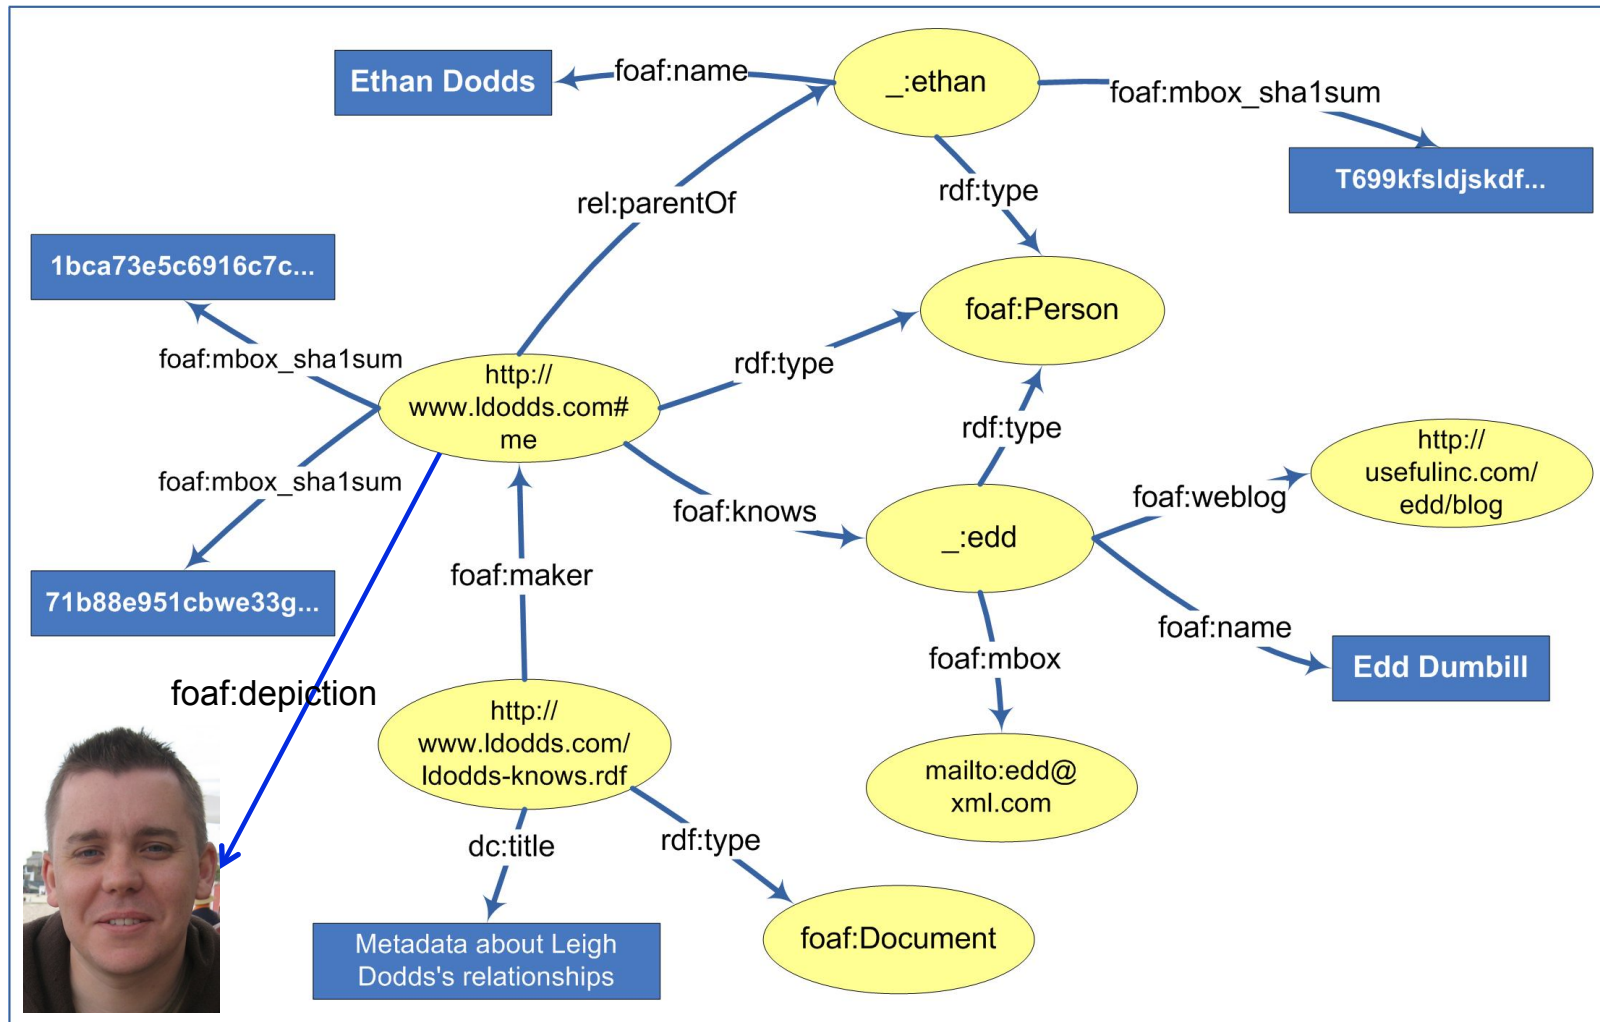 Ethan Dodds
foaf:name
_:ethan
foaf:mbox_sha1sum
T699kfsldjskdf...
rel:parentOf
rdf:type
1bca73e5c6916c7c...
foaf:Person
foaf:mbox_sha1sum
rdf:type
http://
www.ldodds.com#
me
rdf:type
http://
usefulinc.com/
edd/blog
foaf:mbox_sha1sum
foaf:knows
foaf:weblog
_:edd
71b88e951cbwe33g...
foaf:maker
foaf:name
foaf:mbox
Edd Dumbill
foaf:depiction
http://
www.ldodds.com/
ldodds-knows.rdf
mailto:edd@
xml.com
dc:title
rdf:type
Metadata about Leigh
Dodds's relationships
foaf:Document